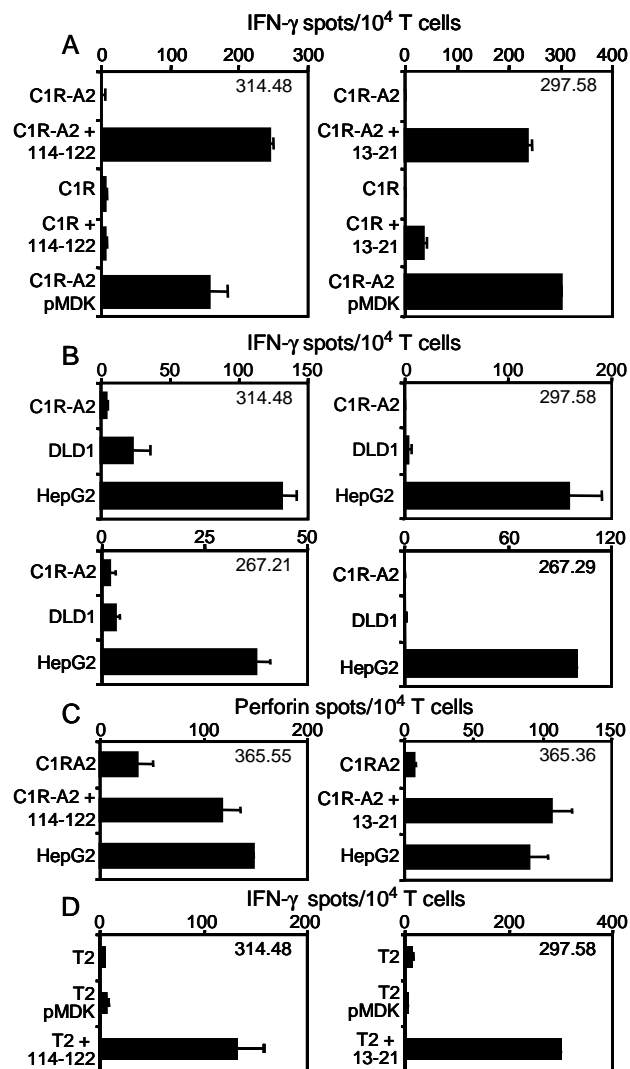 A
IFN-γ spots/10⁴ T cells
0 100 200 300
0 100 200 300 400
314.48
297.58
C1R-A2
C1R-A2 +
114-122
C1R
C1R +
114-122
C1R-A2
pMDK
C1R-A2
C1R-A2 +
13-21
C1R
C1R +
13-21
C1R-A2
pMDK
B
IFN-γ spots/10⁴ T cells
0 50 100 150
0 100 200
314.48
297.58
C1R-A2
DLD1
HepG2
C1R-A2
DLD1
HepG2
0 25 50
0 60 120
267.21
267.29
C1R-A2
DLD1
HepG2
C1R-A2
DLD1
HepG2
C
Perforin spots/10⁴ T cells
0 100 200
0 50 100 150
365.55
365.36
C1RA2
C1R-A2 +
114-122
HepG2
C1RA2
C1R-A2 +
13-21
HepG2
D
IFN-γ spots/10⁴ T cells
0 100 200
0 200 400
314.48
297.58
T2
T2
pMDK
T2 +
114-122
T2
T2
pMDK
T2 +
13-21